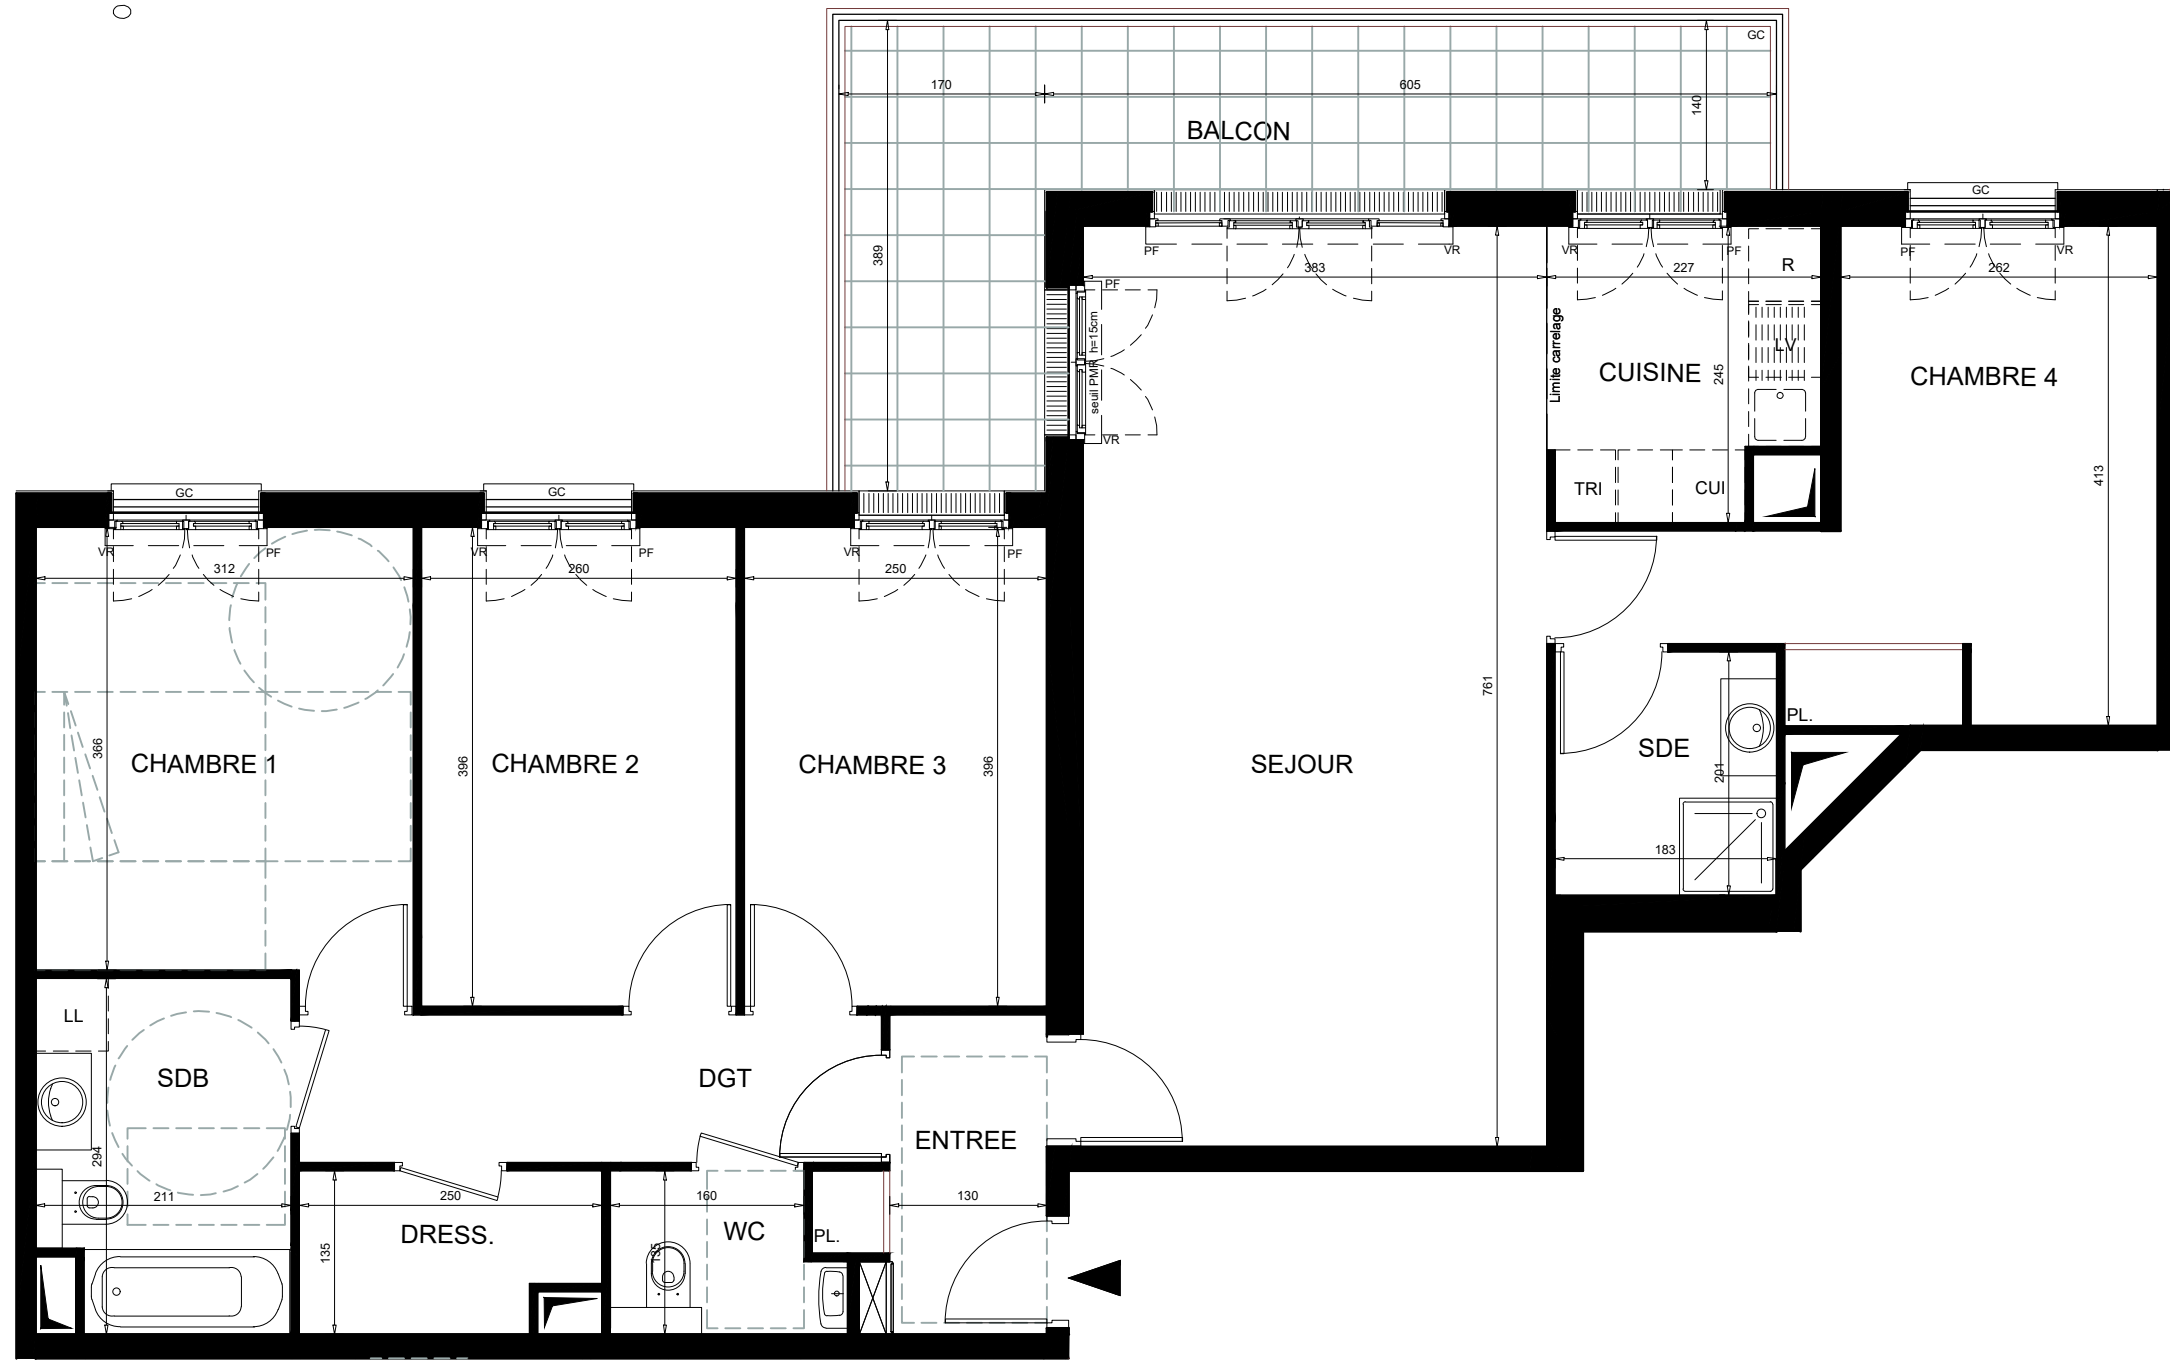 GC
170
605
140
BALCON
389
GC
PF
VR
VR
PF
PF
VR
383
227
R
262
PF
seuil PMR h=15cm
VR
Limite carrelage
CUISINE
245
LV
CHAMBRE 4
413
TRI
CUI
GC
GC
VR
PF
VR
PF
VR
PF
312
260
250
366
396
396
CHAMBRE 1
CHAMBRE 2
CHAMBRE 3
SEJOUR
761
SDE
201
PL.
183
LL
SDB
DGT
ENTREE
294
211
250
160
130
DRESS.
135
WC
135
PL.